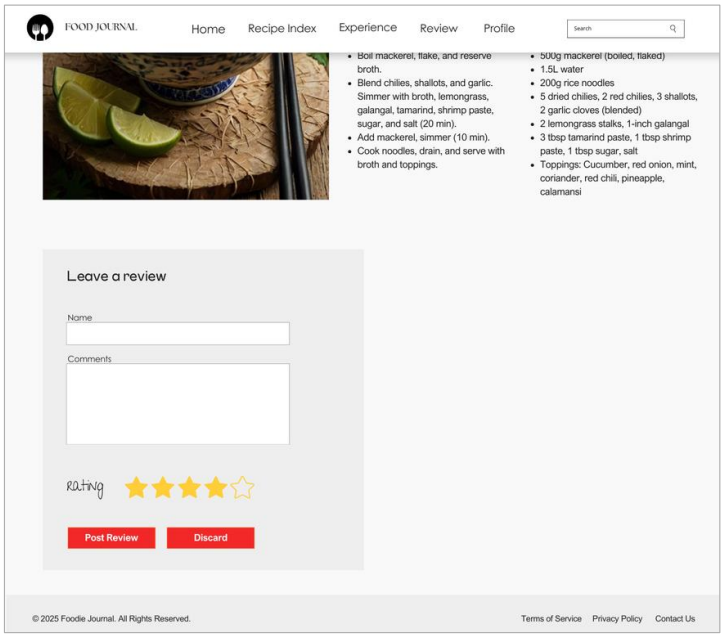 FOOD JOURNAL
Home Recipe Index Experience Review Profile
Search
• Boil mackerel, flake, and reserve
broth.
• Blend chilies, shallots, and garlic.
Simmer with broth, lemongrass,
galangal, tamarind, shrimp paste,
sugar, and salt (20 min).
• Add mackerel, simmer (10 min).
• Cook noodles, drain, and serve with
broth and toppings.
• 500g mackerel (boiled, flaked)
• 1.5L water
• 200g rice noodles
• 5 dried chilies, 2 red chilies, 3 shallots,
2 garlic cloves (blended)
• 2 lemongrass stalks, 1-inch galangal
• 3 tbsp tamarind paste, 1 tbsp shrimp
paste, 1 tbsp sugar, salt
• Toppings: Cucumber, red onion, mint,
coriander, red chili, pineapple,
calamansi
Leave a review
Name
Comments
Rating
Post Review Discard
© 2025 Foodie Journal. All Rights Reserved.
Terms of Service Privacy Policy Contact Us